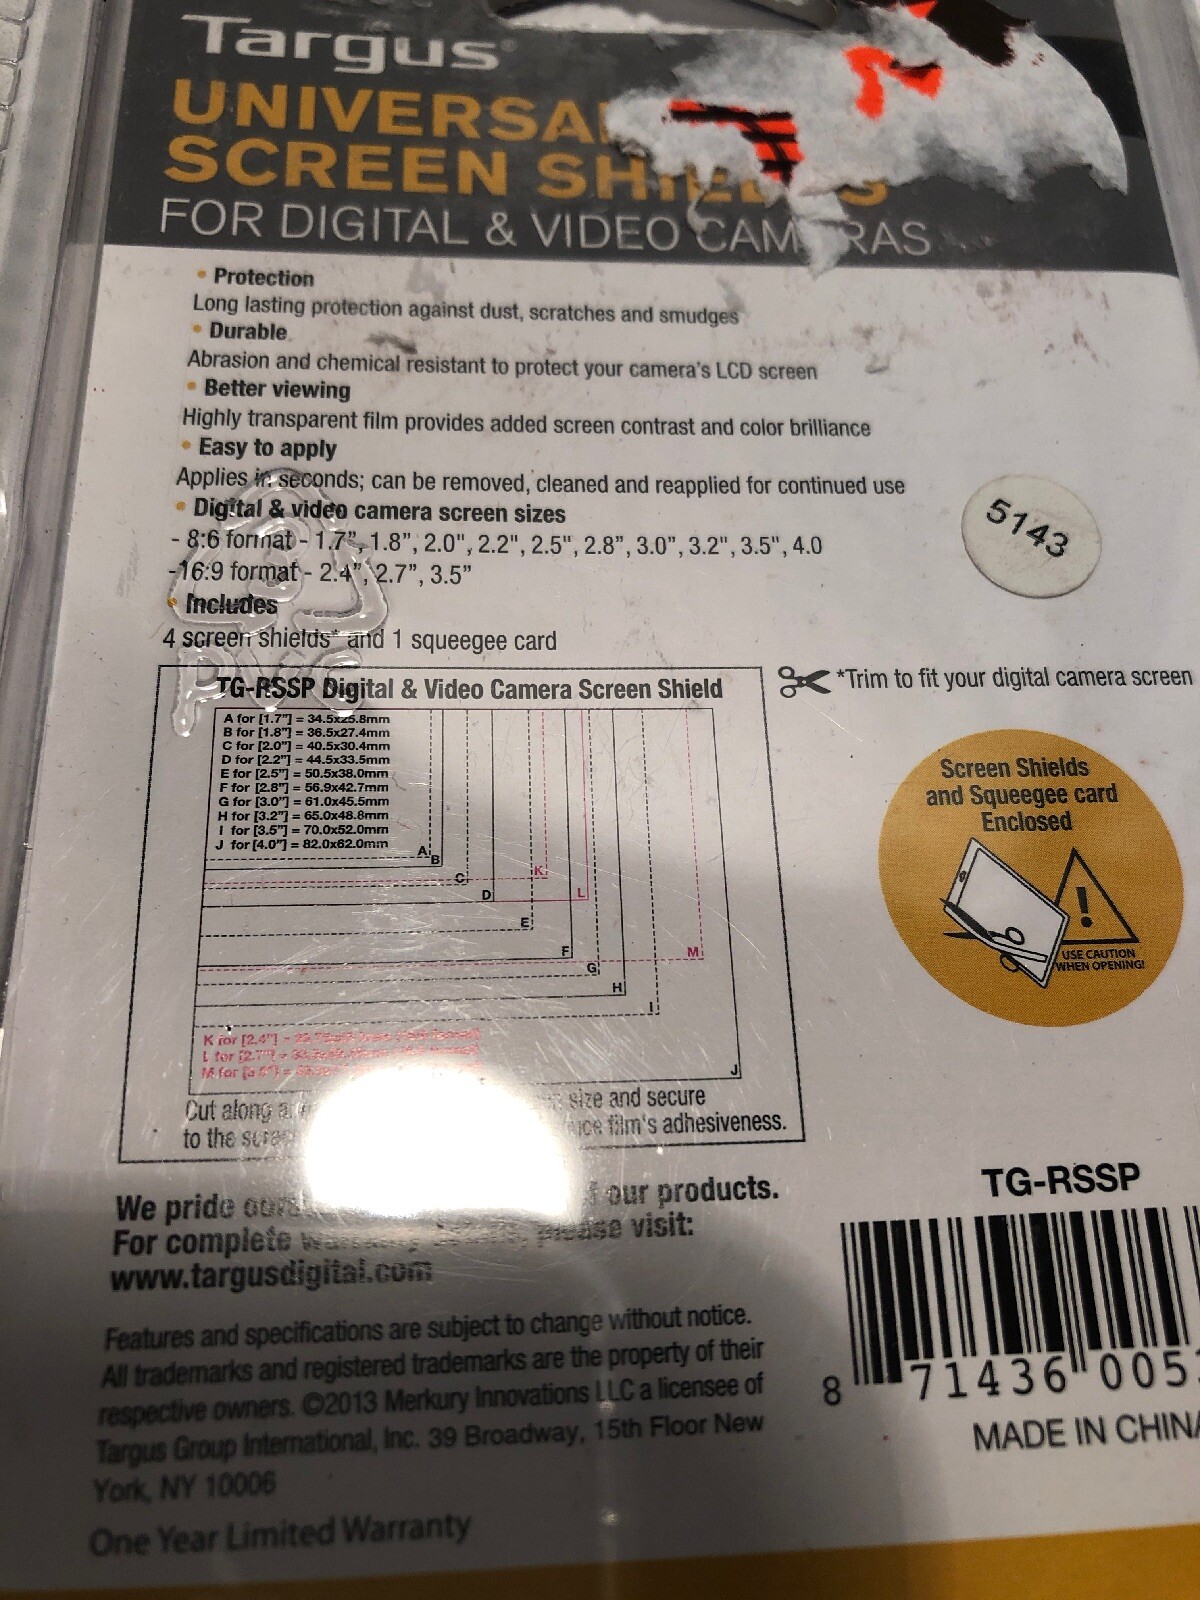 Targus®
UNIVERSAL
SCREEN SHIELDS
FOR DIGITAL & VIDEO CAMERAS
• Protection
Long lasting protection against dust, scratches and smudges
• Durable
Abrasion and chemical resistant to protect your camera's LCD screen
• Better viewing
Highly transparent film provides added screen contrast and color brilliance
• Easy to apply
Applies in seconds; can be removed, cleaned and reapplied for continued use
• Digital & video camera screen sizes
- 8:6 format - 1.7", 1.8", 2.0", 2.2", 2.5", 2.8", 3.0", 3.2", 3.5", 4.0
-16:9 format - 2.4", 2.7", 3.5"
• Includes
4 screen shields* and 1 squeegee card
5143
TG-RSSP Digital & Video Camera Screen Shield
A for [1.7"] = 34.5x25.8mm
B for [1.8"] = 36.5x27.4mm
C for [2.0"] = 40.5x30.4mm
D for [2.2"] = 44.5x33.5mm
E for [2.5"] = 50.5x38.0mm
F for [2.8"] = 56.9x42.7mm
G for [3.0"] = 61.0x45.5mm
H for [3.2"] = 65.0x48.8mm
I for [3.5"] = 70.0x52.0mm
J for [4.0"] = 82.0x62.0mm
A
B
C
K
D
L
E
F
M
G
H
I
J
K for [2.4"] =
L for [2.7"] =
M for
Cut along size and secure
to the film's adhesiveness.
*Trim to fit your digital camera screen
Screen Shields
and Squeegee card
Enclosed
!
USE CAUTION
WHEN OPENING!
We pride our products.
For complete please visit:
www.targusdigital.com
Features and specifications are subject to change without notice.
All trademarks and registered trademarks are the property of their
respective owners. ©2013 Merkury Innovations LLC a licensee of
Targus Group International, Inc. 39 Broadway, 15th Floor New
York, NY 10006
One Year Limited Warranty
TG-RSSP
8 71436 005
MADE IN CHINA